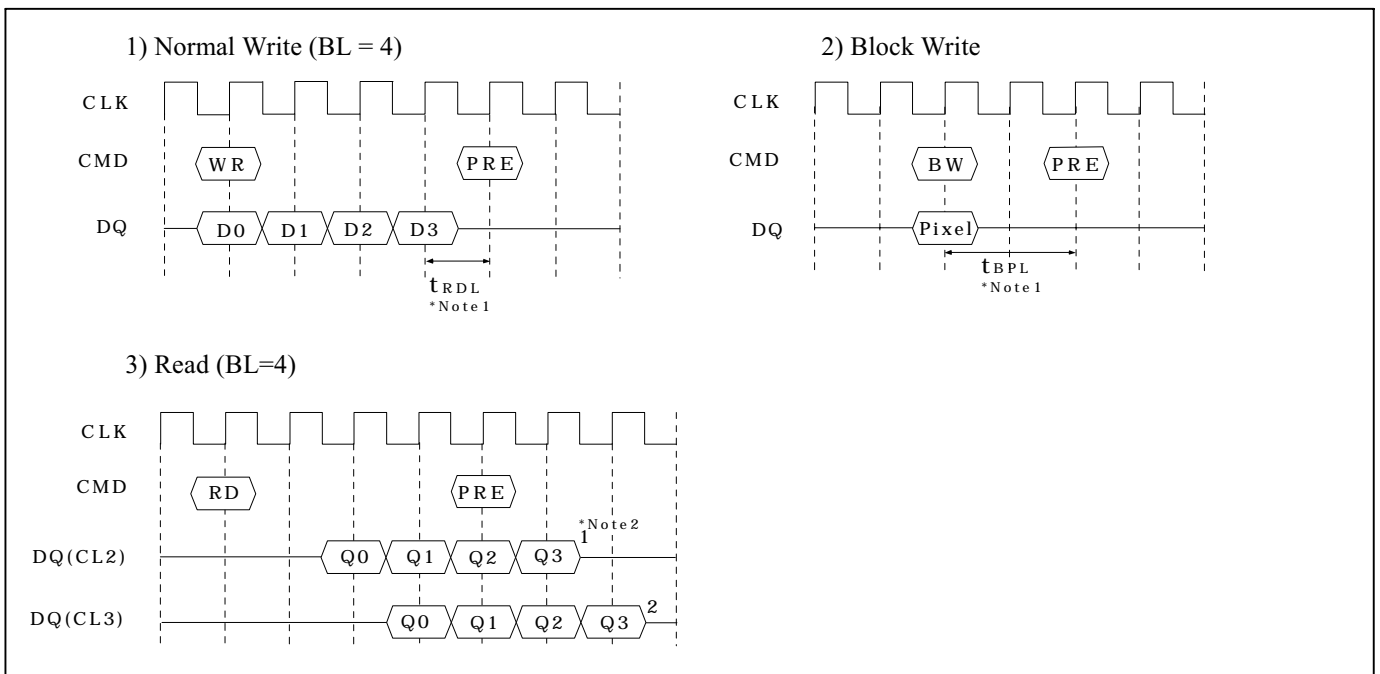 1) Normal Write (BL = 4)
CLK
CMD
WR
PRE
DQ
D0
D1
D2
D3
tRDL
*Note1
2) Block Write
CLK
CMD
BW
PRE
DQ
Pixel
tBPL
*Note1
3) Read (BL=4)
CLK
CMD
RD
PRE
*Note2
1
DQ(CL2)
Q0
Q1
Q2
Q3
DQ(CL3)
Q0
Q1
Q2
Q3
2